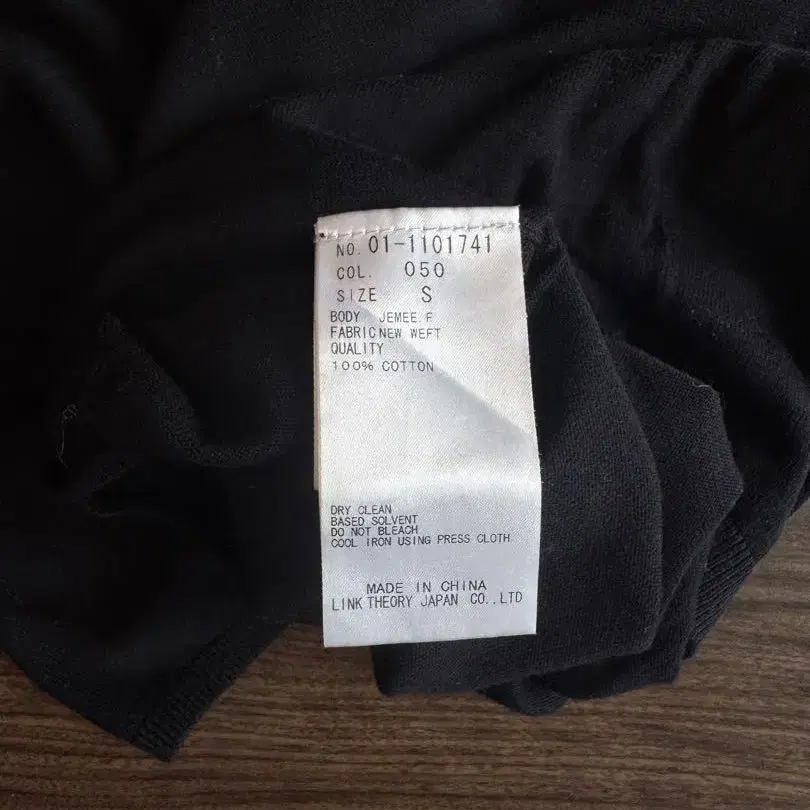 NO. 01-1101741
COL. 050
SIZE S
BODY JEMEE.F
FABRIC NEW WEFT
QUALITY
100% COTTON
DRY CLEAN
BASED SOLVENT
DO NOT BLEACH
COOL IRON USING PRESS CLOTH
MADE IN CHINA
LINK THEORY JAPAN CO.,LTD